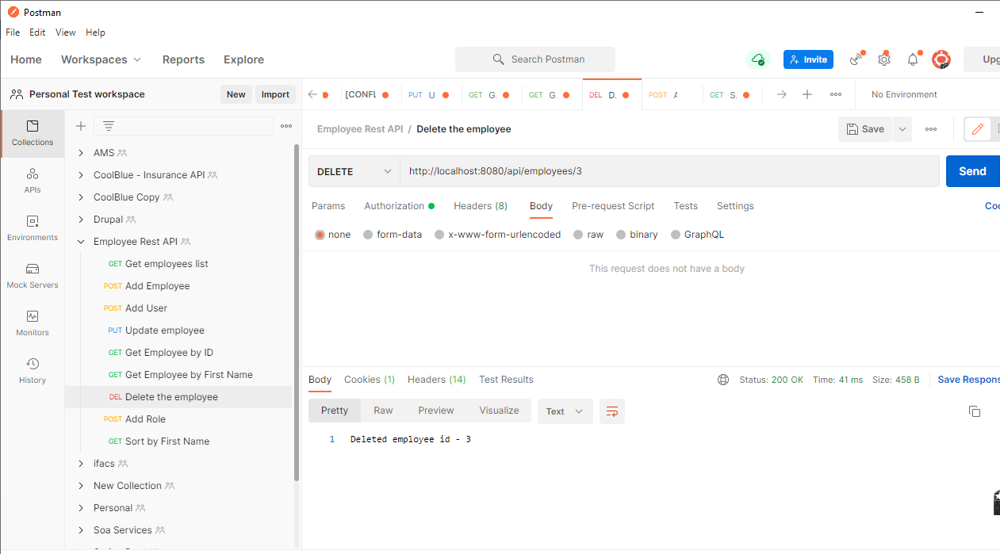 Postman
File Edit View Help
Home Workspaces Reports Explore Search Postman Invite Upg
Personal Test workspace New Import [CONFL PUT U GET G. GET G. DEL D. POST GET S. ooo No Environment
Collections
APIs
Environments
Mock Servers
Monitors
History
AMS
CoolBlue - Insurance API
CoolBlue Copy
Drupal
Employee Rest API
GET Get employees list
POST Add Employee
POST Add User
PUT Update employee
GET Get Employee by ID
GET Get Employee by First Name
DEL Delete the employee
POST Add Role
GET Sort by First Name
ifacs
New Collection
Personal
Soa Services
Employee Rest API / Delete the employee Save
DELETE http://localhost:8080/api/employees/3 Send
Params Authorization Headers (8) Body Pre-request Script Tests Settings Coo
none form-data x-www-form-urlencoded raw binary GraphQL
This request does not have a body
Body Cookies (1) Headers (14) Test Results Status: 200 OK Time: 41 ms Size: 458 B Save Respons
Pretty Raw Preview Visualize Text
1 Deleted employee id - 3